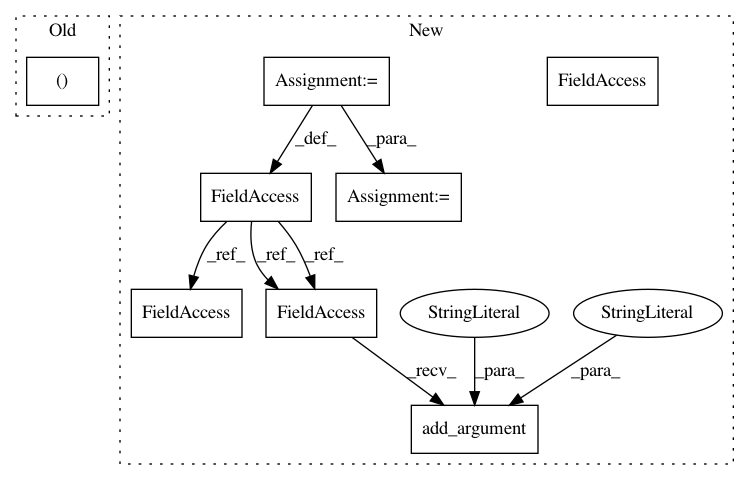 Old
New
()
Assignment:=
FieldAccess
_def_
_para_
FieldAccess
Assignment:=
_ref_
_ref_
_ref_
FieldAccess
FieldAccess
StringLiteral
StringLiteral
_recv_
_para_
_para_
add_argument